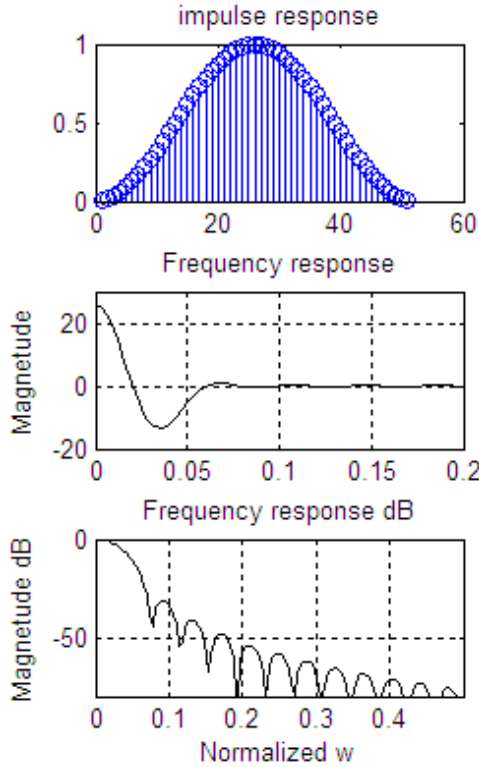 impulse response
1
0.5
0
0 20 40 60
Frequency response
Magnetude
20
0
-20
0 0.05 0.1 0.15 0.2
Frequency response dB
Magnetude dB
0
-50
0 0.1 0.2 0.3 0.4
Normalized w